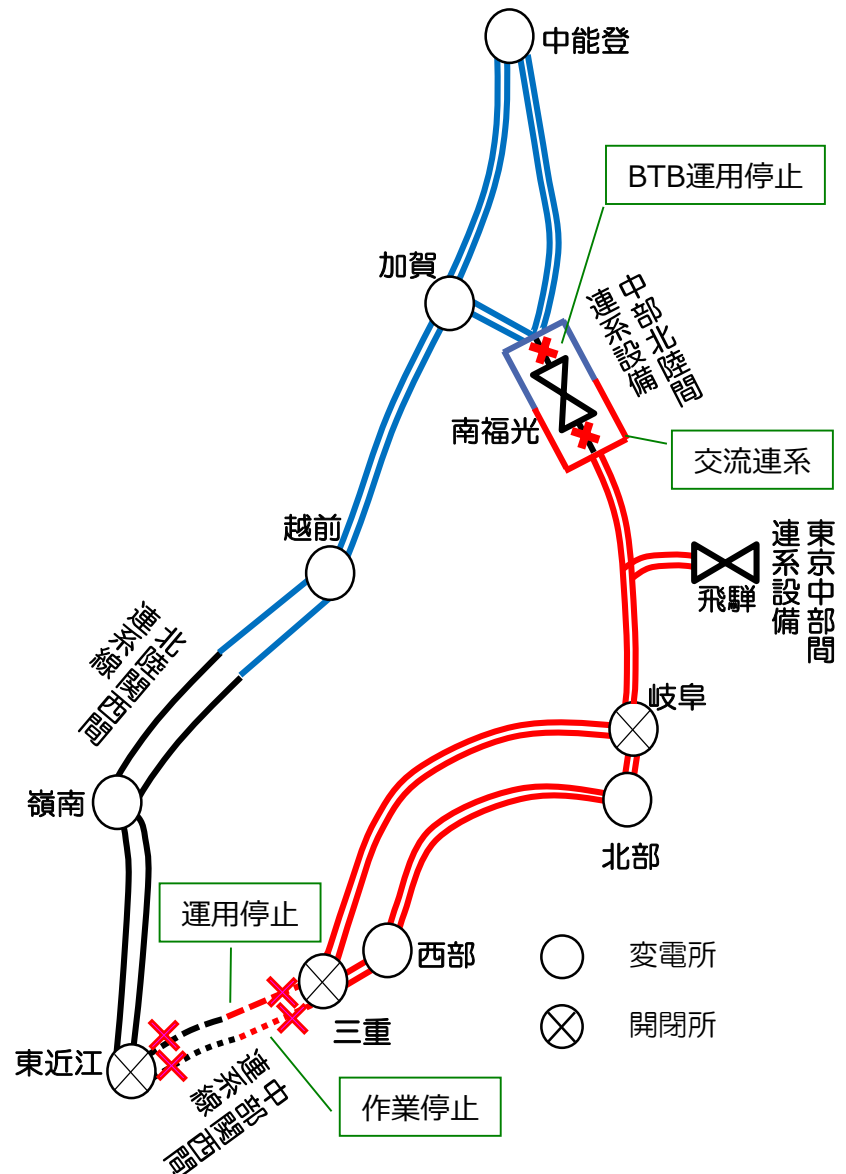 中能登
BTB運用停止
加賀
中部北陸間
連系設備
南福光
交流連系
越前
東京中部間
連系設備
飛騨
北陸関西間
連系線
岐阜
嶺南
北部
運用停止
西部
変電所
三重
開閉所
東近江
中部関西間
連系線
作業停止